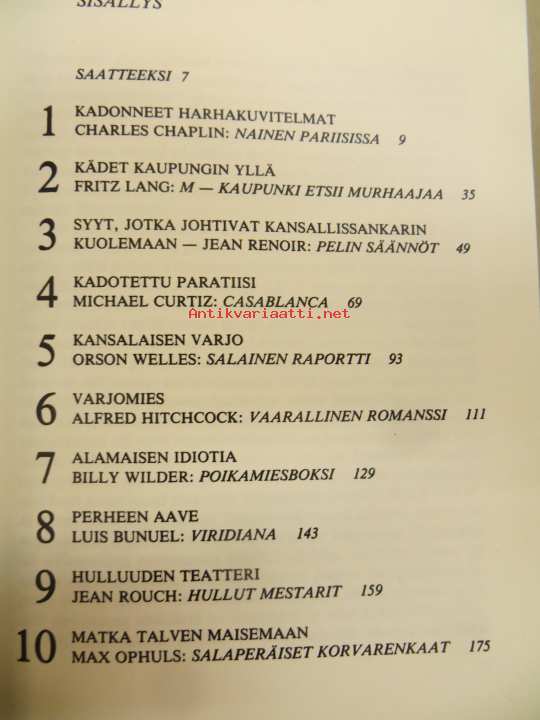 SISÄLLYS
SAATTEEKSI 7
1 KADONNEET HARHAKUVITELMAT
CHARLES CHAPLIN: NAINEN PARIISISSA 9
2 KÄDET KAUPUNGIN YLLÄ
FRITZ LANG: M — KAUPUNKI ETSII MURHAAJAA 35
3 SYYT, JOTKA JOHTIVAT KANSALLISSANKARIN
KUOLEMAAN — JEAN RENOIR: PELIN SÄÄNNÖT 49
4 KADOTETTU PARATIISI
MICHAEL CURTIZ: CASABLANCA 69
Antikvariaatti.net
5 KANSALAISEN VARJO
ORSON WELLES: SALAINEN RAPORTTI 93
6 VARJOMIES
ALFRED HITCHCOCK: VAARALLINEN ROMANSSI 111
7 ALAMAISEN IDIOTIA
BILLY WILDER: POIKAMIESBOKSI 129
8 PERHEEN AAVE
LUIS BUNUEL: VIRIDIANA 143
9 HULLUUDEN TEATTERI
JEAN ROUCH: HULLUT MESTARIT 159
10 MATKA TALVEN MAISEMAAN
MAX OPHULS: SALAPERÄISET KORVARENKAAT 175